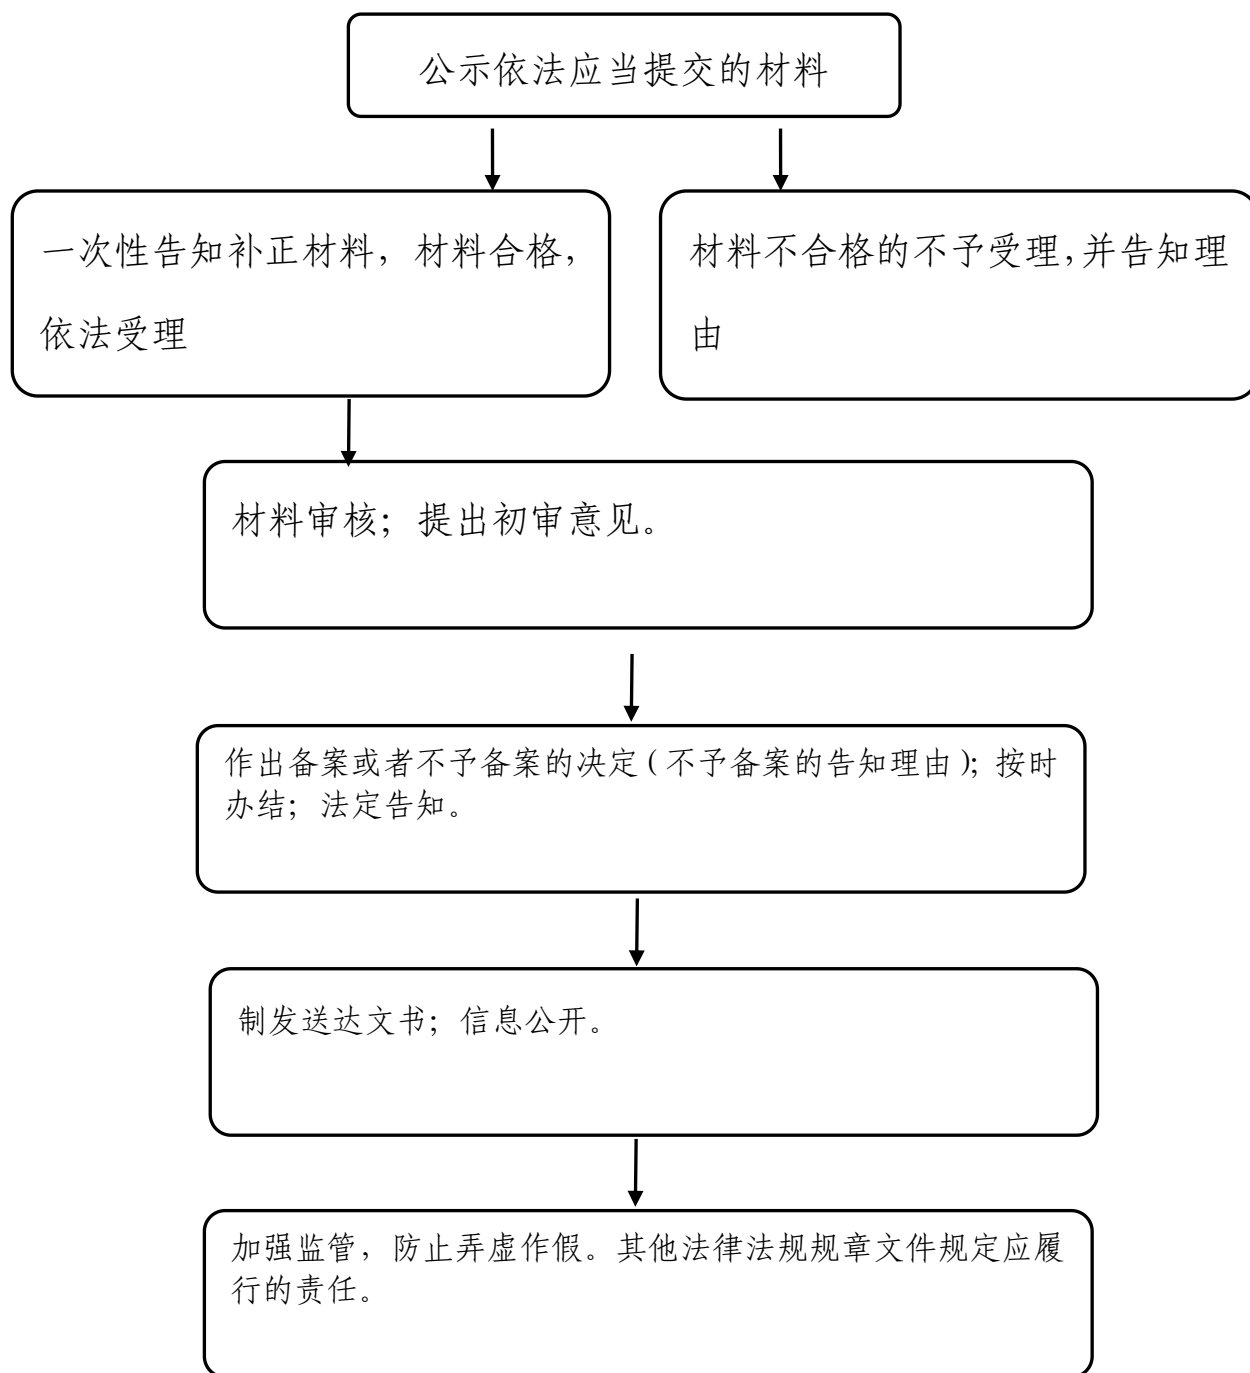 公示依法应当提交的材料
一次性告知补正材料，材料合格，
依法受理
材料不合格的不予受理,并告知理
由
材料审核；提出初审意见。
作出备案或者不予备案的决定(不予备案的告知理由)；按时
办结；法定告知。
制发送达文书；信息公开。
加强监管，防止弄虚作假。其他法律法规规章文件规定应履
行的责任。